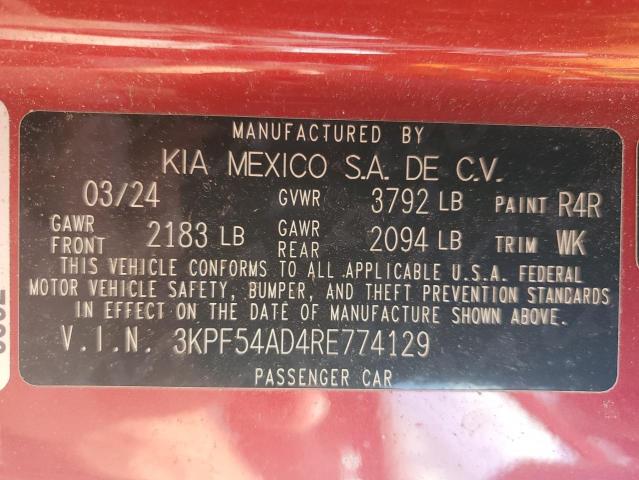 MANUFACTURED BY
KIA MEXICO S.A. DE C.V.
03/24 GVWR 3792 LB PAINT R4R
GAWR FRONT 2183 LB GAWR REAR 2094 LB TRIM WK
THIS VEHICLE CONFORMS TO ALL APPLICABLE U.S.A. FEDERAL
MOTOR VEHICLE SAFETY, BUMPER, AND THEFT PREVENTION STANDARDS
IN EFFECT ON THE DATE OF MANUFACTURE SHOWN ABOVE.
V.I.N. 3KPF54AD4RE774129
PASSENGER CAR